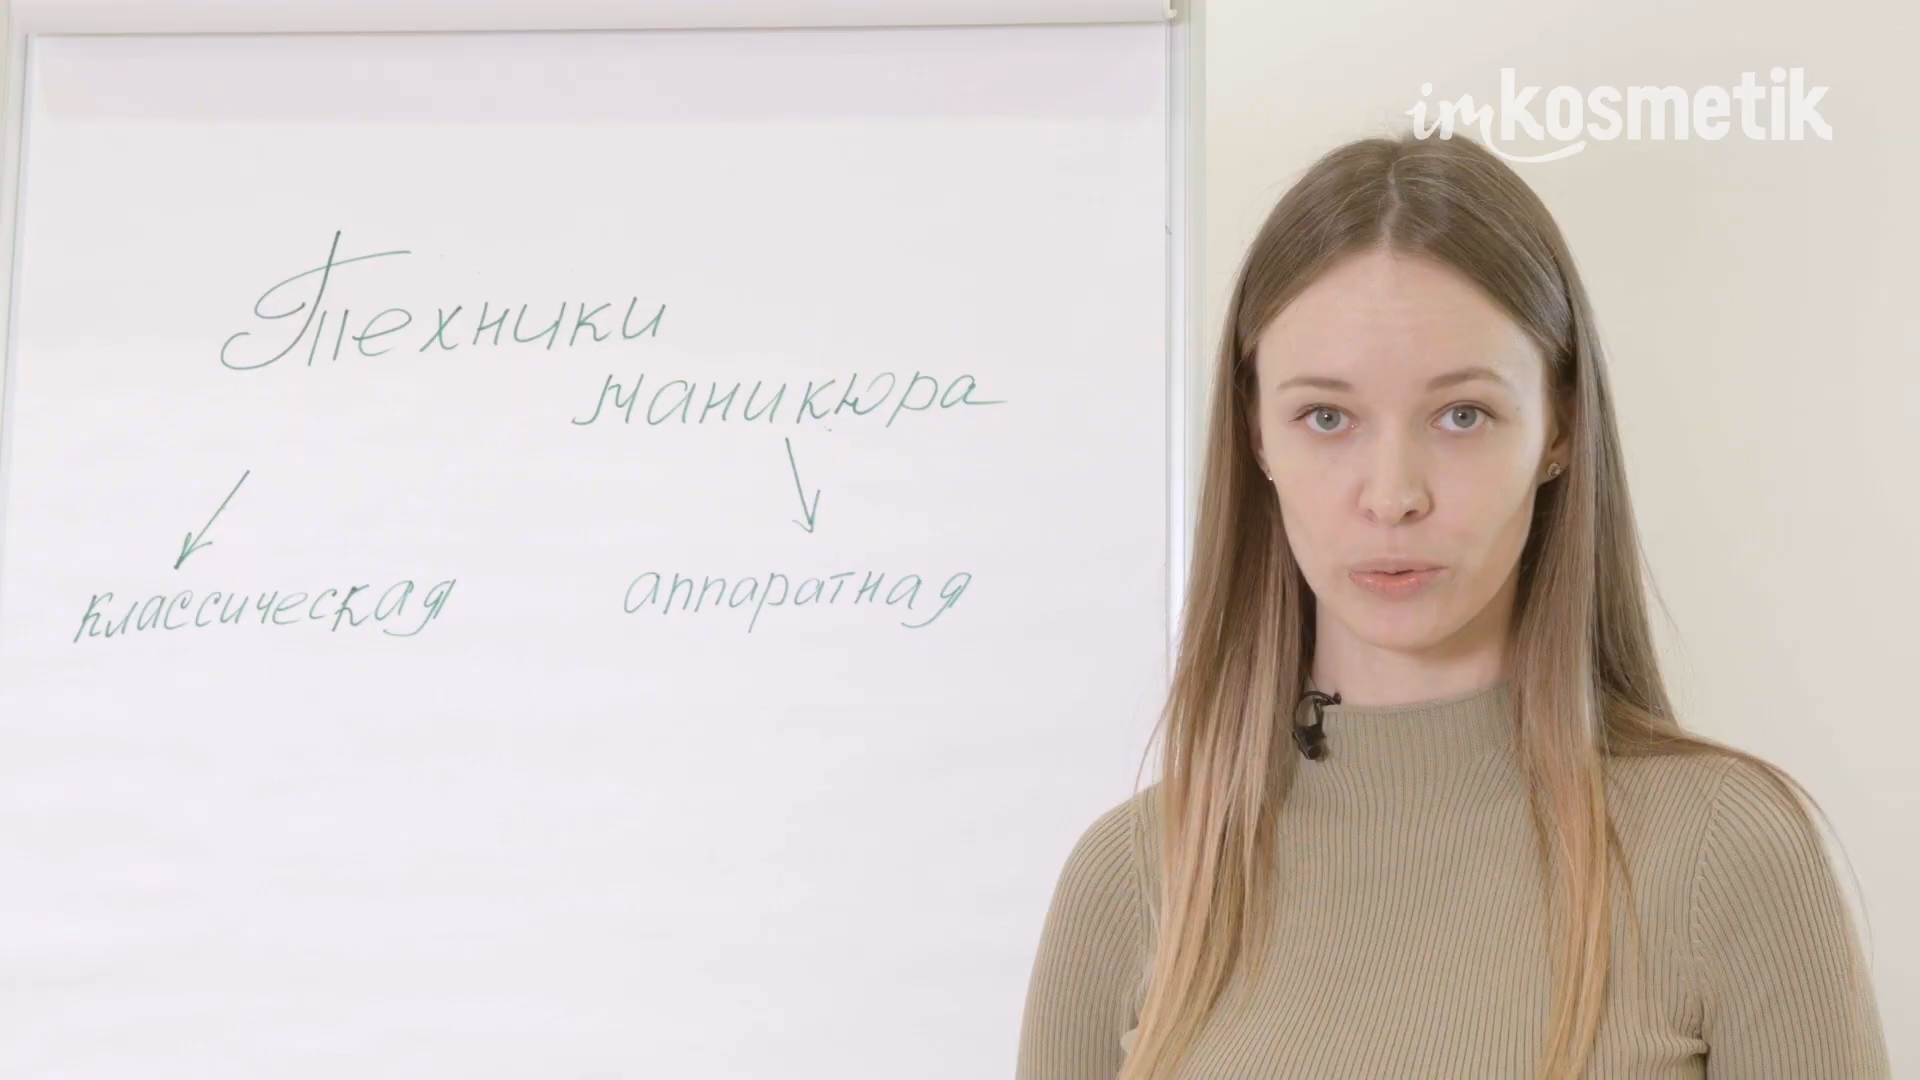 imkosmetik
Техники
маникюра
классическая
аппаратная